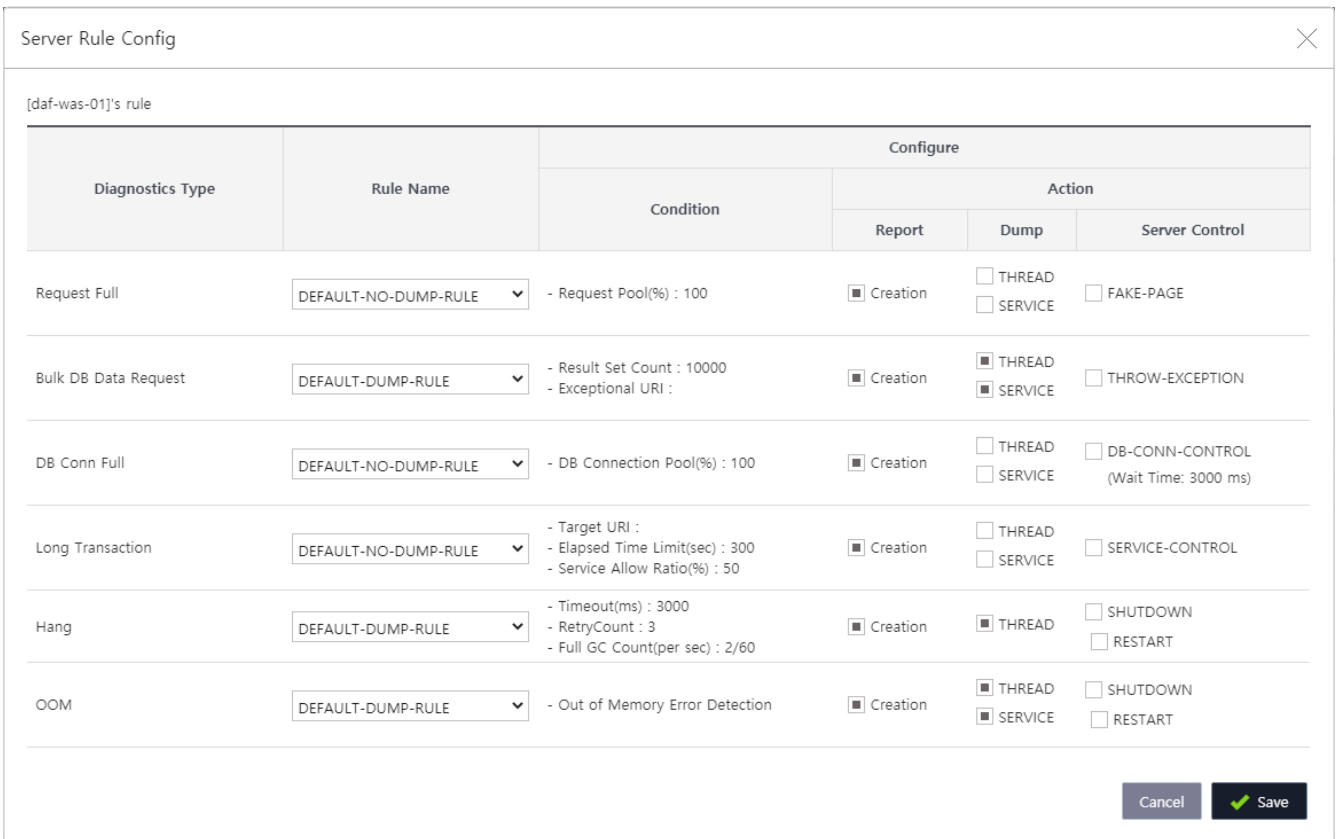 Server Rule Config
[daf-was-01]'s rule
Diagnostics Type
Rule Name
Configure
Condition
Action
Report
Dump
Server Control
Request Full
DEFAULT-NO-DUMP-RULE
- Request Pool(%) : 100
Creation
THREAD
SERVICE
FAKE-PAGE
Bulk DB Data Request
DEFAULT-DUMP-RULE
- Result Set Count : 10000
- Exceptional URI :
Creation
THREAD
SERVICE
THROW-EXCEPTION
DB Conn Full
DEFAULT-NO-DUMP-RULE
- DB Connection Pool(%) : 100
Creation
THREAD
SERVICE
DB-CONN-CONTROL
(Wait Time: 3000 ms)
Long Transaction
DEFAULT-NO-DUMP-RULE
- Target URI :
- Elapsed Time Limit(sec) : 300
- Service Allow Ratio(%) : 50
Creation
THREAD
SERVICE
SERVICE-CONTROL
Hang
DEFAULT-DUMP-RULE
- Timeout(ms) : 3000
- RetryCount : 3
- Full GC Count(per sec) : 2/60
Creation
THREAD
SHUTDOWN
RESTART
OOM
DEFAULT-DUMP-RULE
- Out of Memory Error Detection
Creation
THREAD
SERVICE
SHUTDOWN
RESTART
Cancel
Save